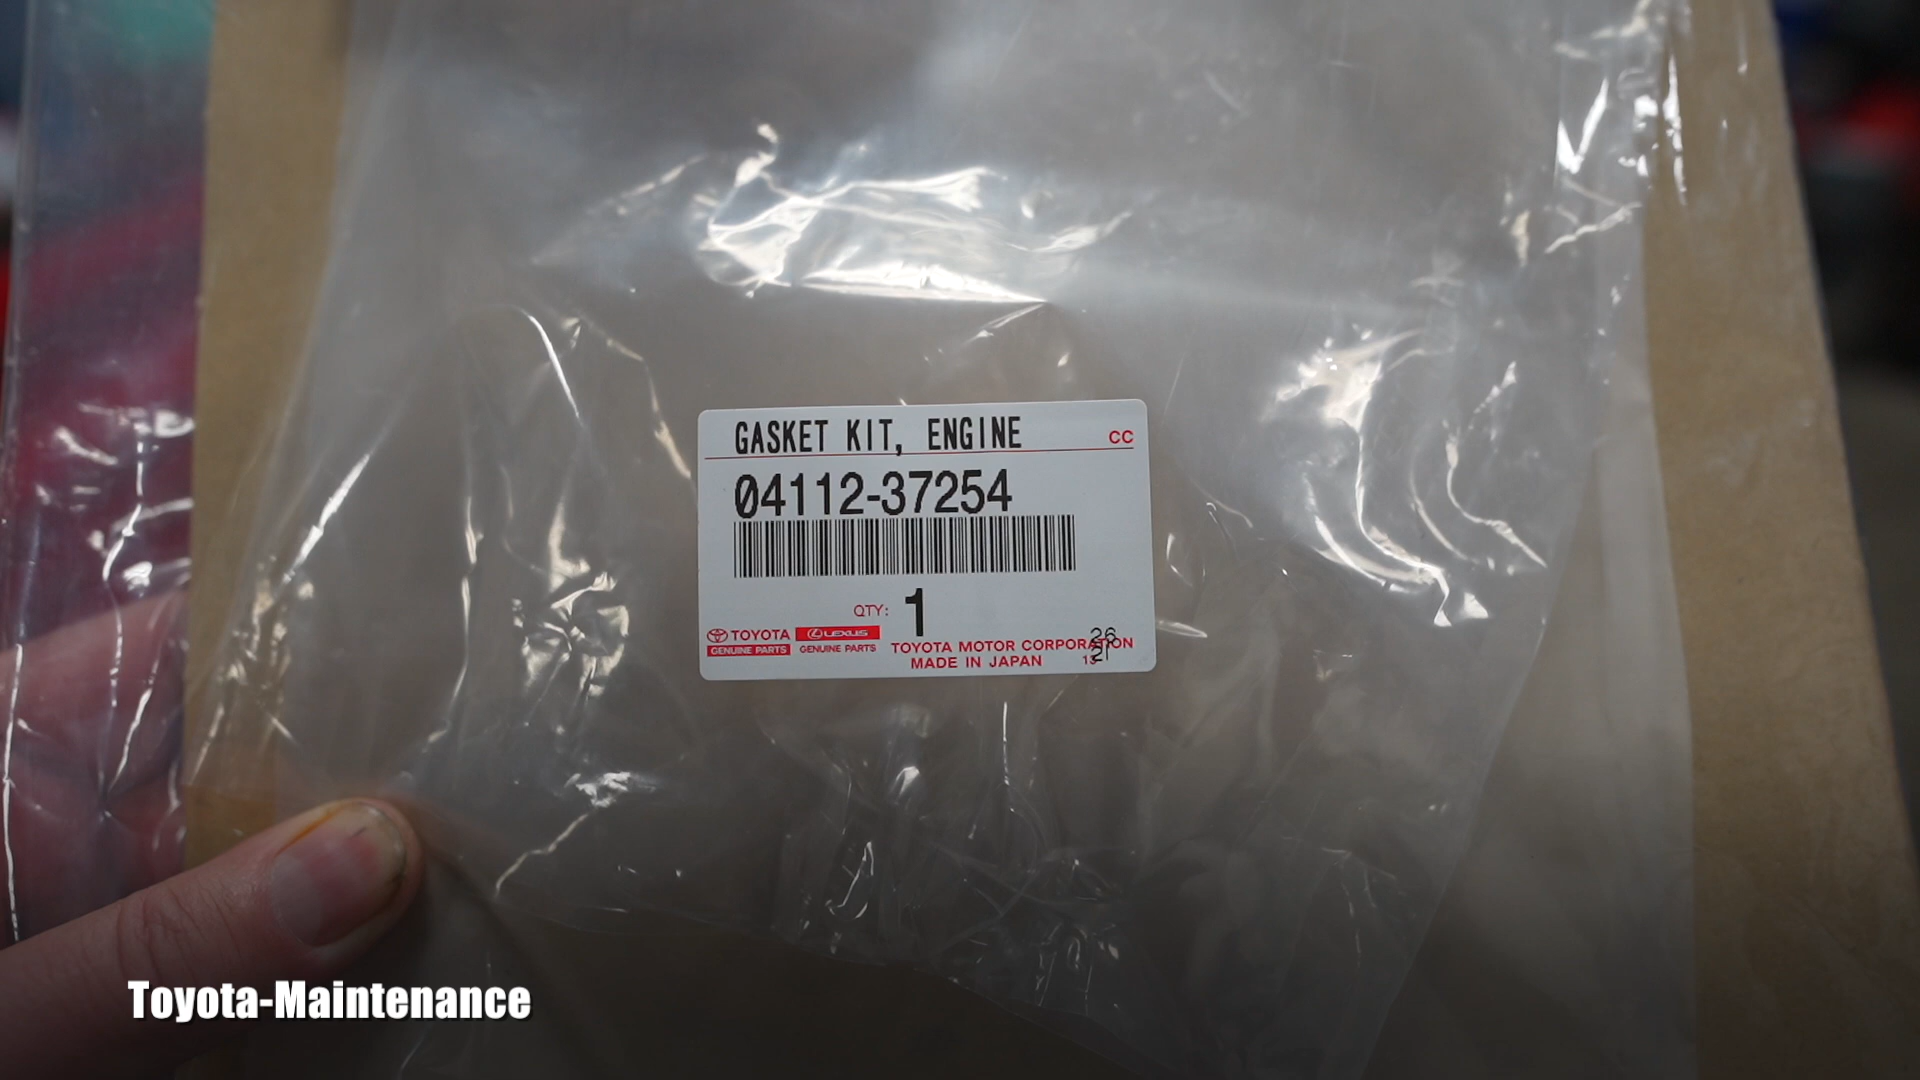 GASKET KIT, ENGINE CC
04112-37254
QTY: 1
TOYOTA LEXUS
GENUINE PARTS GENUINE PARTS
TOYOTA MOTOR CORPORATION
MADE IN JAPAN 13
26
21
Toyota-Maintenance